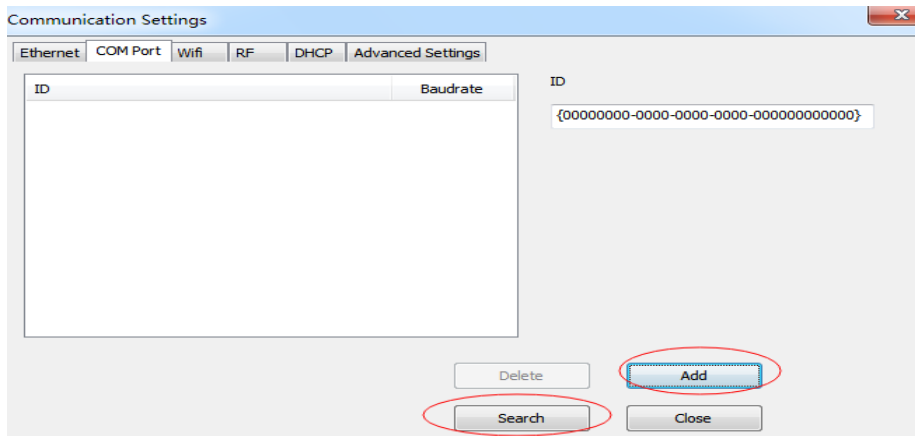 Communication Settings
Ethernet COM Port Wifi RF DHCP Advanced Settings
ID Baudrate
ID
{00000000-0000-0000-0000-000000000000}
Delete Add
Search Close